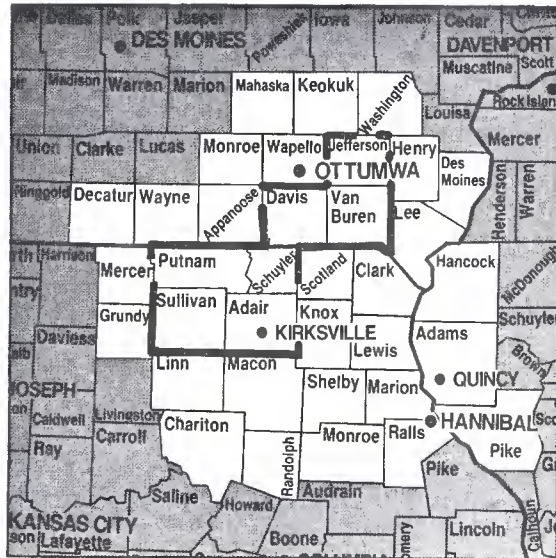 Dallas Polk Jasper Poweshiek Iowa Johnson Cedar Clinton
DES MOINES DAVENPORT
Muscatine Scott
Madison Warren Marion Mahaska Keokuk Washington Louisa Rock Island
Mercer
Union Clarke Lucas Monroe Wapello Jefferson Henry
OTTUMWA Des Moines Henderson Warren
Ringgold Decatur Wayne Appanoose Davis Van Buren Lee
Harrison Mercer Putnam Schuyler Scotland Clark Hancock McDonough
Grundy Sullivan Adair Knox Adams Schuyler
Daviess KIRKSVILLE Lewis Brown
Linn Macon
JOSEPH Shelby Marion QUINCY
Caldwell Livingston Chariton HANNIBAL
Ray Carroll Randolph Monroe Ralls Pike
Pike
Saline Audrain
KANSAS CITY Howard Calhoun
Lafayette Boone Lincoln